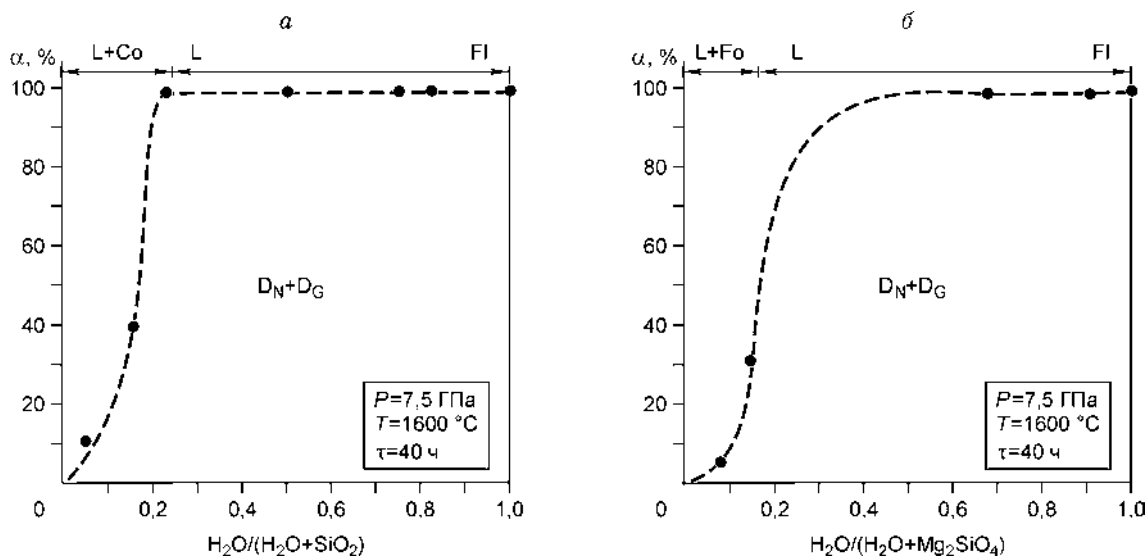 а
L+Co L Fl
α, %
100
80
60
40
20
0
0,2 0,4 0,6 0,8 1,0
D_N+D_G
P=7,5 ГПа
T=1600 °C
τ=40 ч
H₂O/(H₂O+SiO₂)
б
L+Fo L Fl
α, %
100
80
60
40
20
0
0,2 0,4 0,6 0,8 1,0
D_N+D_G
P=7,5 ГПа
T=1600 °C
τ=40 ч
H₂O/(H₂O+Mg₂SiO₄)